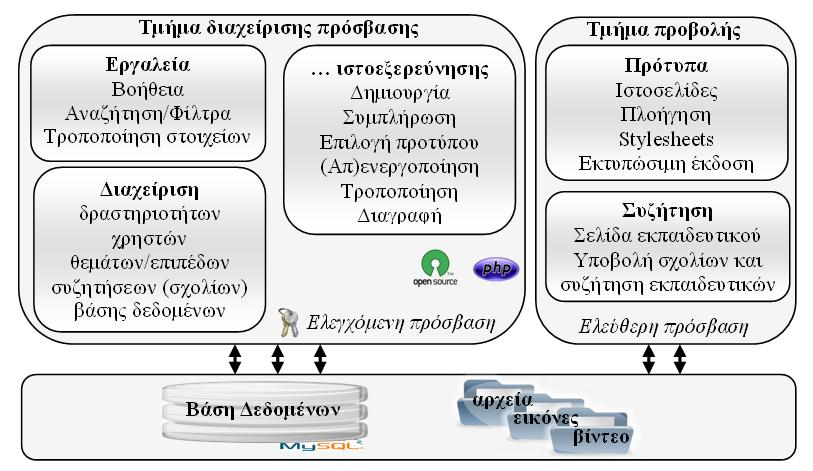 Τμήμα διαχείρισης πρόσβασης
Εργαλεία
Βοήθεια
Αναζήτηση/Φίλτρα
Τροποποίηση στοιχείων
Διαχείριση
δραστηριοτήτων
χρηστών
θεμάτων/επιπέδων
συζητήσεων (σχολίων)
βάσης δεδομένων
… ιστοεξερεύνησης
Δημιουργία
Συμπλήρωση
Επιλογή προτύπου
(Απ)ενεργοποίηση
Τροποποίηση
Διαγραφή
open source
TM
php
Ελεγχόμενη πρόσβαση
Τμήμα προβολής
Πρότυπα
Ιστοσελίδες
Πλοήγηση
Stylesheets
Εκτυπώσιμη έκδοση
Συζήτηση
Σελίδα εκπαιδευτικού
Υποβολή σχολίων και
συζήτηση εκπαιδευτικών
Ελεύθερη πρόσβαση
Βάση Δεδομένων
MySQL
αρχεία
εικόνες
βίντεο